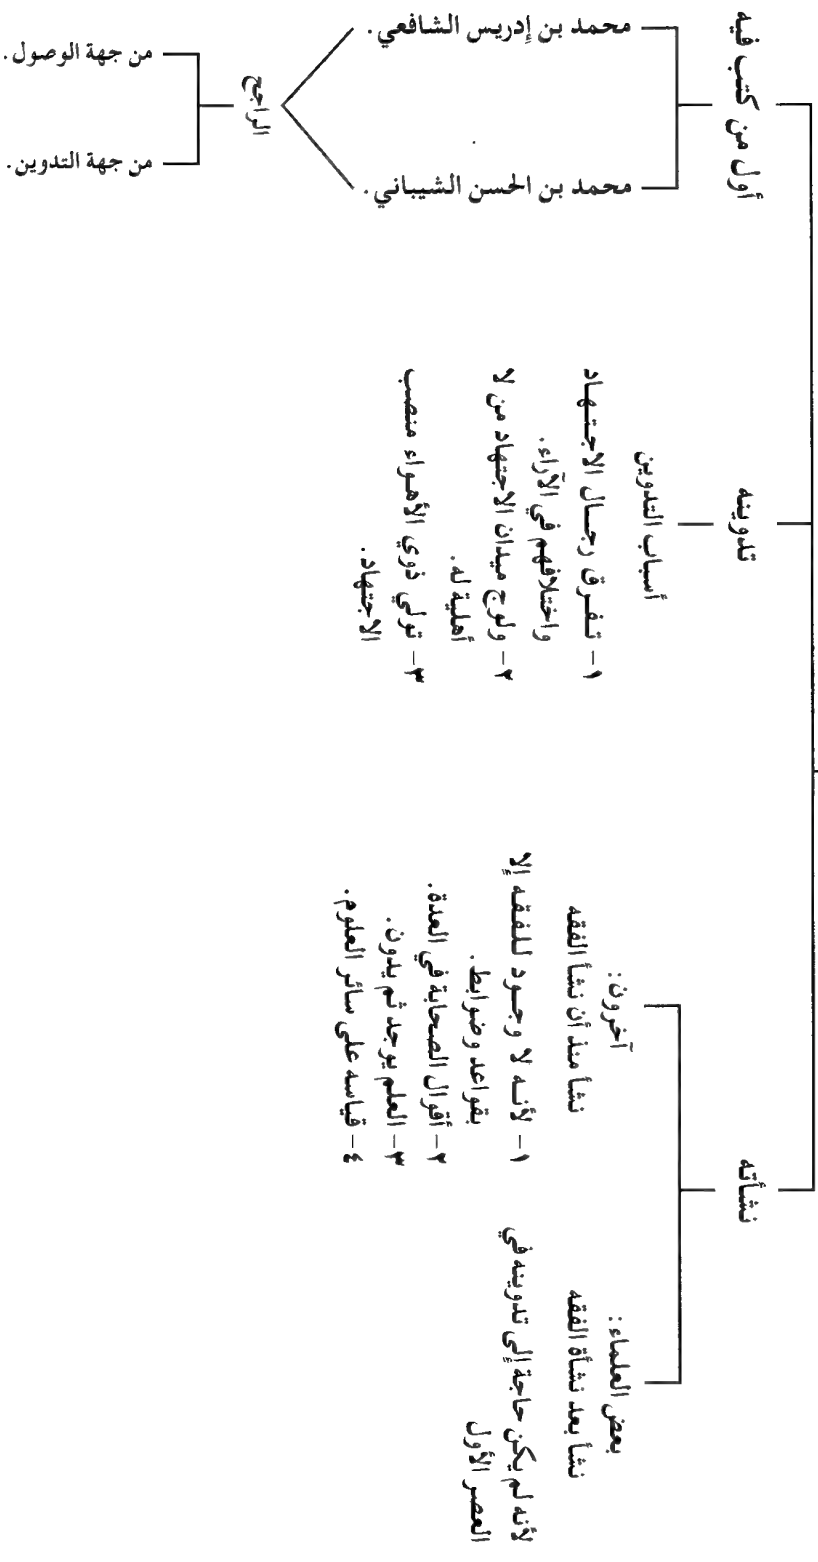 نشأته
بعض العلماء:
نشأ بعد نشأة الفقه
لأنه لم يكن حاجة إلى تدوينه في
العصر الأول
آخرون:
نشأ منذ أن نشأ الفقه
١- لأنه لا وجود للفقه إلا
بقواعد وضوابط.
٢- أقوال الصحابة في العدة.
٣- العلم يوجد ثم يدون.
٤- قياسه على سائر العلوم.
تدوينه
أسباب التدوين
١- تفرق رجال الاجتهاد
واختلافهم في الآراء.
٢- ولوج ميدان الاجتهاد من لا
أهلية له.
٣- تولي ذوي الأهواء منصب
الاجتهاد.
أول من كتب فيه
محمد بن إدريس الشافعي.
محمد بن الحسن الشيباني.
الراجح
من جهة الوصول.
من جهة التدوين.